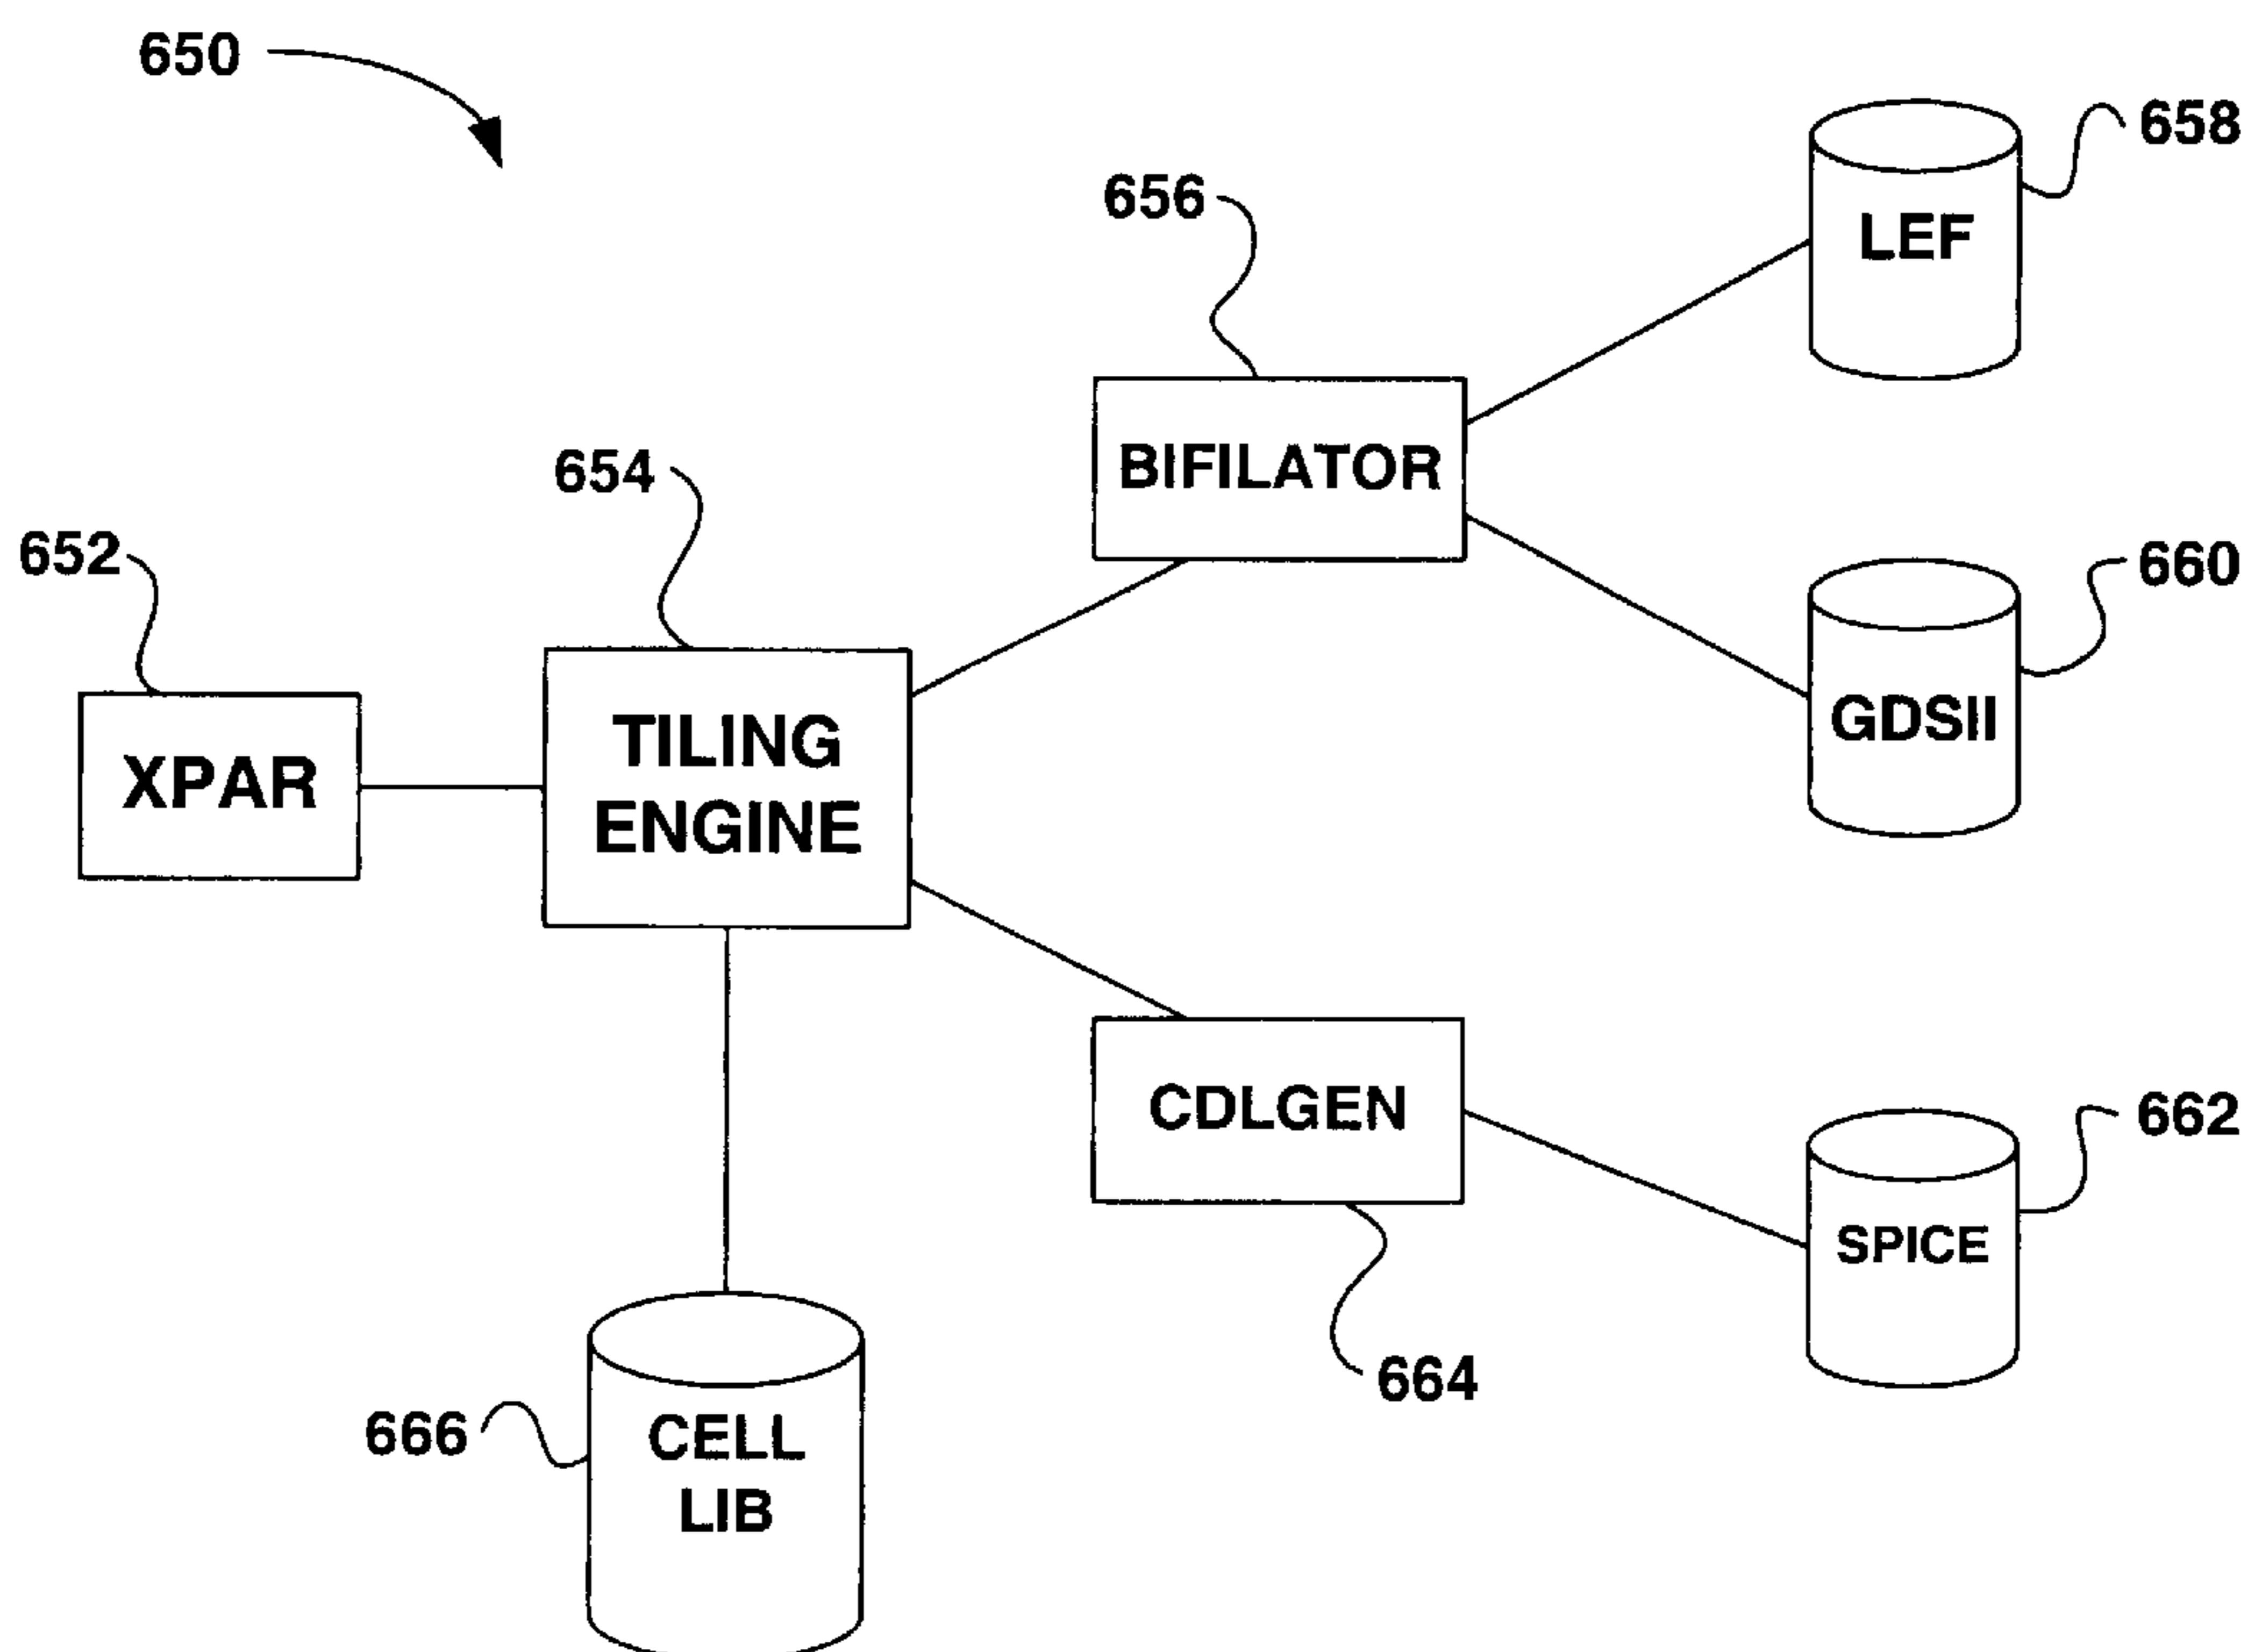 650
658
656
LEF
654
BIFILATOR
652
660
TILING
ENGINE
XPAR
GDSII
CDLGEN
662
SPICE
664
666
CELL
LIB